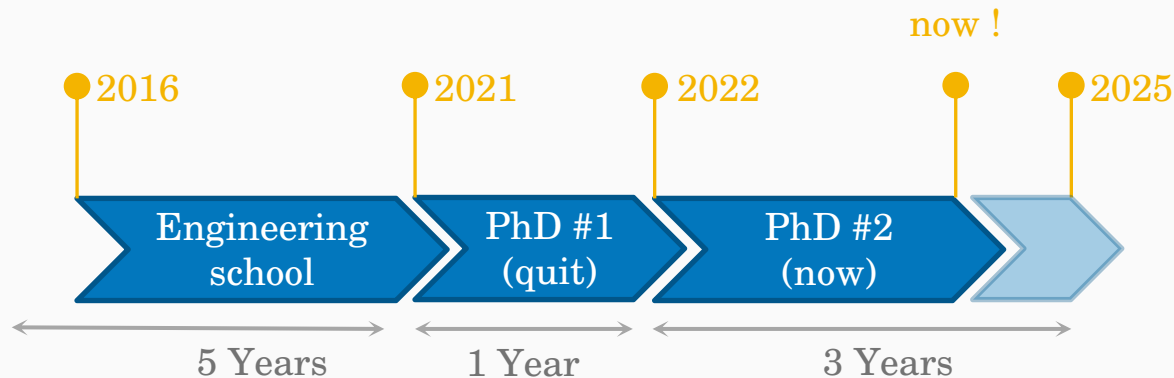 now !
2016
2021
2022
2025
Engineering
school
PhD #1
(quit)
PhD #2
(now)
5 Years
1 Year
3 Years